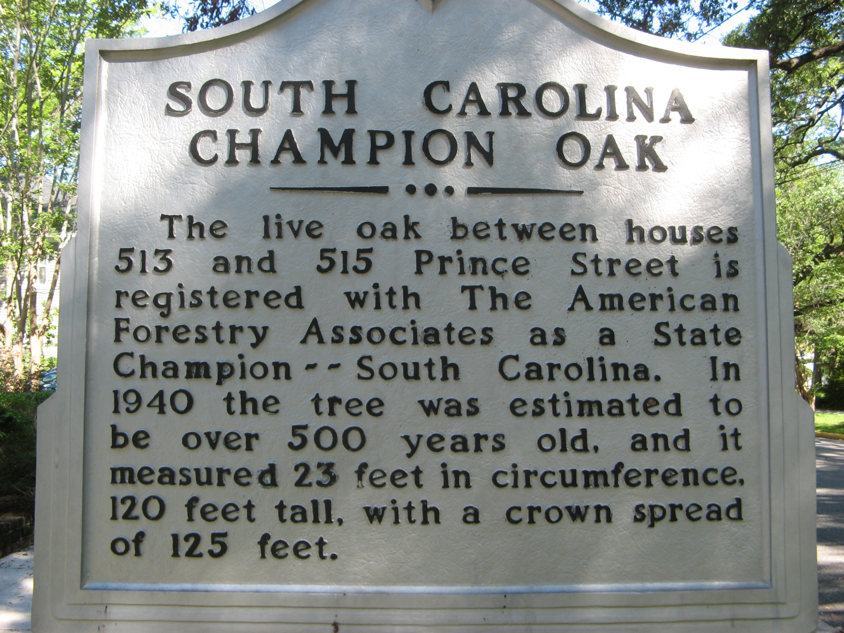 SOUTH CAROLINA
CHAMPION OAK
The live oak between houses
513 and 515 Prince Street is
registered with The American
Forestry Associates as a State
Champion -- South Carolina. In
1940 the tree was estimated to
be over 500 years old, and it
measured 23 feet in circumference,
120 feet tall, with a crown spread
of 125 feet.